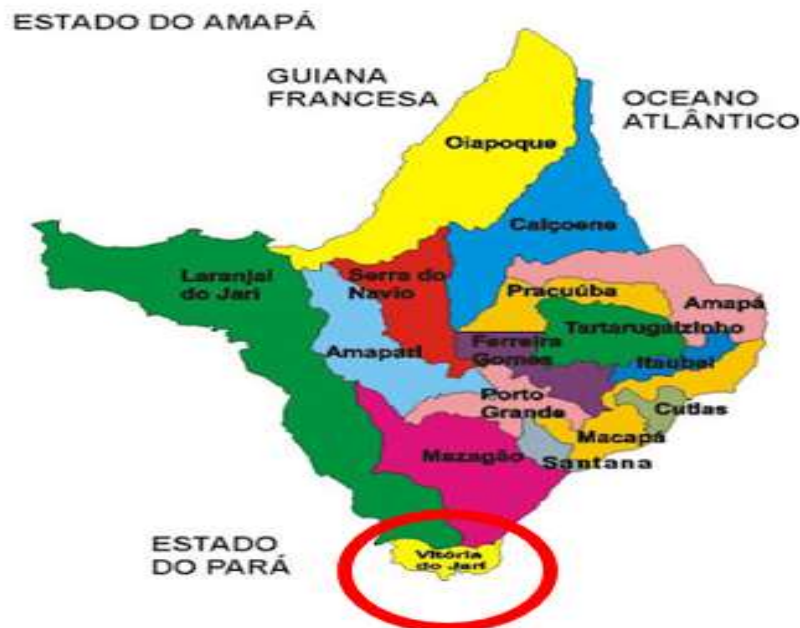 ESTADO DO AMAPÁ
GUIANA
FRANCESA
OCEANO
ATLÂNTICO
Oiapoque
Calçoene
Laranjal
do Jari
Serra do
Navio
Pracuúba
Amapá
Tartarugalzinho
Ferreira
Gomes
Amapari
Itaubal
Porto
Grande
Cutias
Macapá
Mazagão
Santana
ESTADO
DO PARÁ
Vitória
do Jari